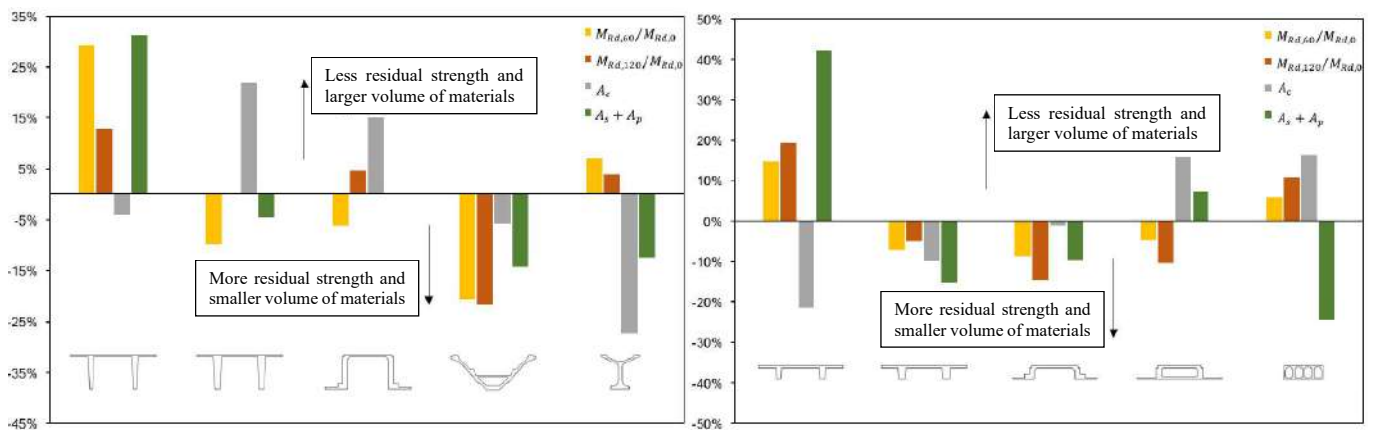 35%
25%
15%
5%
-5%
-15%
-25%
-35%
-45%
M_{Rd,60}/M_{Rd,0}
M_{Rd,120}/M_{Rd,0}
A_c
A_s + A_p
Less residual strength and
larger volume of materials
More residual strength and
smaller volume of materials
50%
40%
30%
20%
10%
0%
-10%
-20%
-30%
-40%
-50%
M_{Rd,60}/M_{Rd,0}
M_{Rd,120}/M_{Rd,0}
A_c
A_s + A_p
Less residual strength and
larger volume of materials
More residual strength and
smaller volume of materials